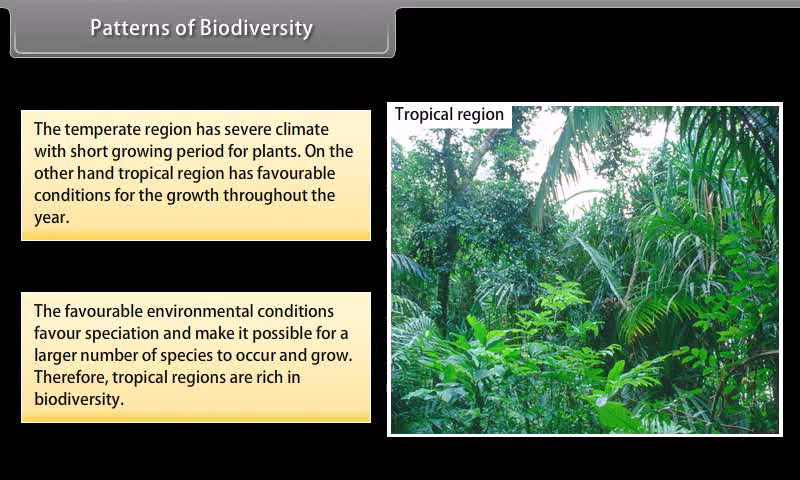 Patterns of Biodiversity
The temperate region has severe climate
with short growing period for plants. On the
other hand tropical region has favourable
conditions for the growth throughout the
year.
The favourable environmental conditions
favour speciation and make it possible for a
larger number of species to occur and grow.
Therefore, tropical regions are rich in
biodiversity.
Tropical region